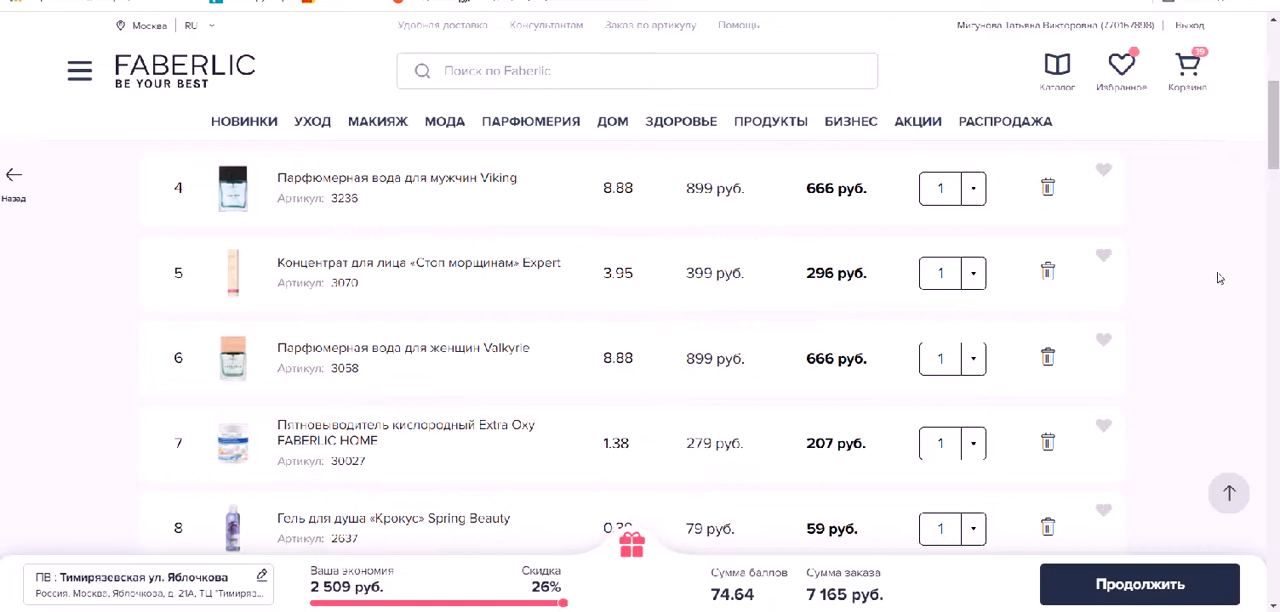 Москва RU Удобная доставка Консультантам Заказ по артикулу Помощь Мигунова Татьяна Викторовна (770157898) Выход
FABERLIC
BE YOUR BEST
Поиск по Faberlic
39
Каталог Избранное Корзина
НОВИНКИ УХОД МАКИЯЖ МОДА ПАРФЮМЕРИЯ ДОМ ЗДОРОВЬЕ ПРОДУКТЫ БИЗНЕС АКЦИИ РАСПРОДАЖА
Назад
4 Парфюмерная вода для мужчин Viking 8.88 899 руб. 666 руб. 1
Артикул: 3236
5 Концентрат для лица «Стоп морщинам» Expert 3.95 399 руб. 296 руб. 1
Артикул: 3070
6 Парфюмерная вода для женщин Valkyrie 8.88 899 руб. 666 руб. 1
Артикул: 3058
7 Пятновыводитель кислородный Extra Oxy 1.38 279 руб. 207 руб. 1
FABERLIC HOME
Артикул: 30027
8 Гель для душа «Крокус» Spring Beauty 79 руб. 59 руб. 1
Артикул: 2637
ПВ : Тимирязевская ул. Яблочкова
Россия, Москва, Яблочкова, д. 21А, ТЦ "Тимиряз...
Ваша экономия Скидка
2 509 руб. 26%
Сумма баллов Сумма заказа
74.64 7 165 руб.
Продолжить